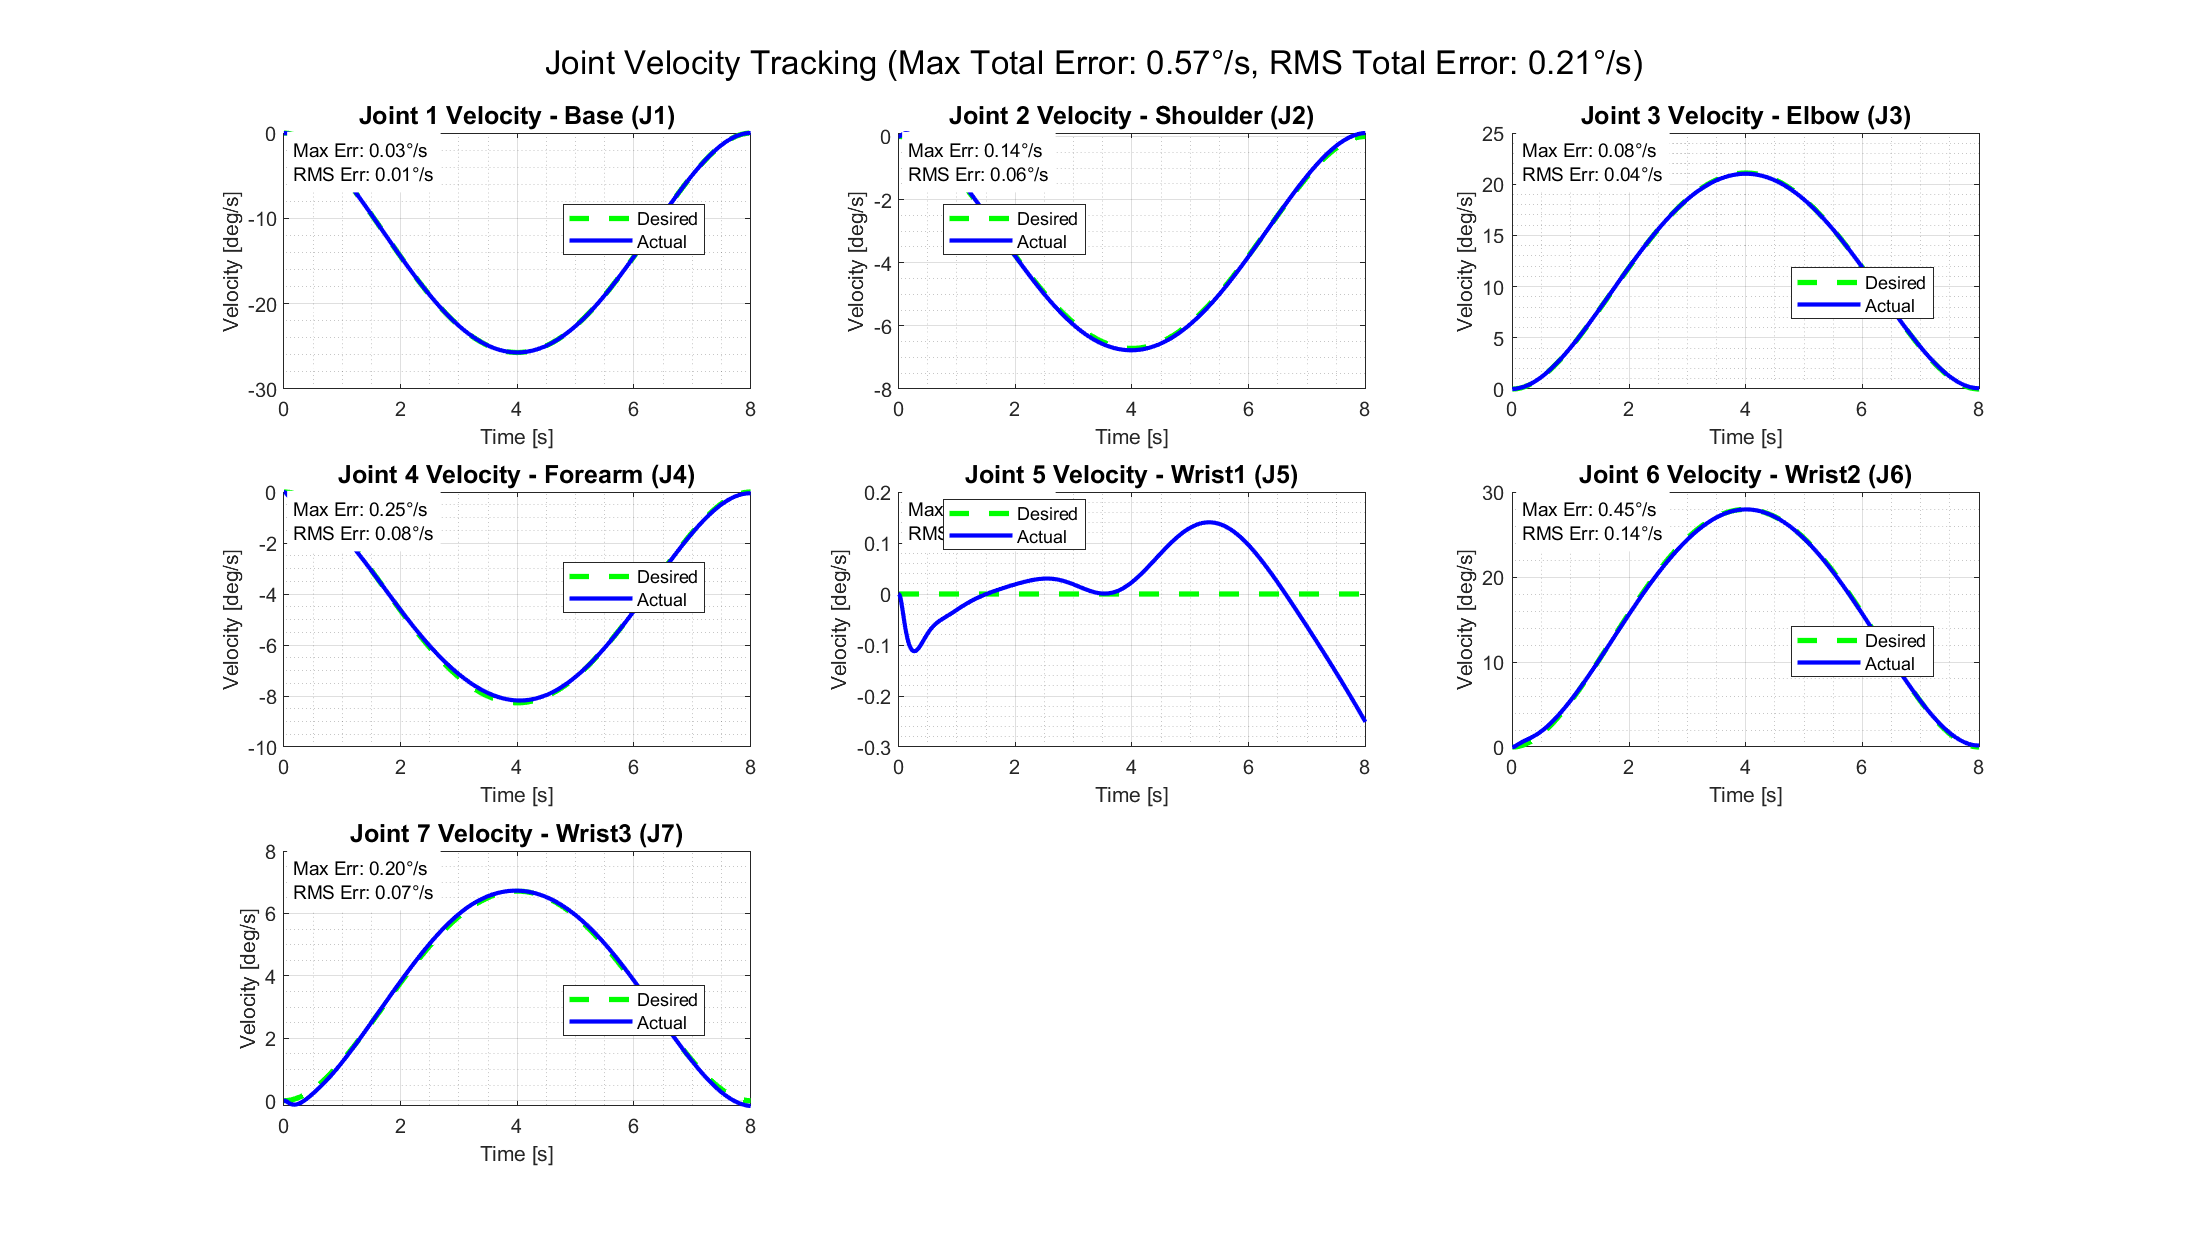 Joint Velocity Tracking (Max Total Error: 0.57°/s, RMS Total Error: 0.21°/s)
Joint 1 Velocity - Base (J1)
Max Err: 0.03°/s
RMS Err: 0.01°/s
Desired
Actual
0
-10
-20
-30
Velocity [deg/s]
0 2 4 6 8
Time [s]
Joint 2 Velocity - Shoulder (J2)
Max Err: 0.14°/s
RMS Err: 0.06°/s
Desired
Actual
0
-2
-4
-6
-8
Velocity [deg/s]
0 2 4 6 8
Time [s]
Joint 3 Velocity - Elbow (J3)
Max Err: 0.08°/s
RMS Err: 0.04°/s
Desired
Actual
25
20
15
10
5
0
Velocity [deg/s]
0 2 4 6 8
Time [s]
Joint 4 Velocity - Forearm (J4)
Max Err: 0.25°/s
RMS Err: 0.08°/s
Desired
Actual
0
-2
-4
-6
-8
-10
Velocity [deg/s]
0 2 4 6 8
Time [s]
Joint 5 Velocity - Wrist1 (J5)
Max
RMS
Desired
Actual
0.2
0.1
0
-0.1
-0.2
-0.3
Velocity [deg/s]
0 2 4 6 8
Time [s]
Joint 6 Velocity - Wrist2 (J6)
Max Err: 0.45°/s
RMS Err: 0.14°/s
Desired
Actual
30
20
10
0
Velocity [deg/s]
0 2 4 6 8
Time [s]
Joint 7 Velocity - Wrist3 (J7)
Max Err: 0.20°/s
RMS Err: 0.07°/s
Desired
Actual
8
6
4
2
0
Velocity [deg/s]
0 2 4 6 8
Time [s]